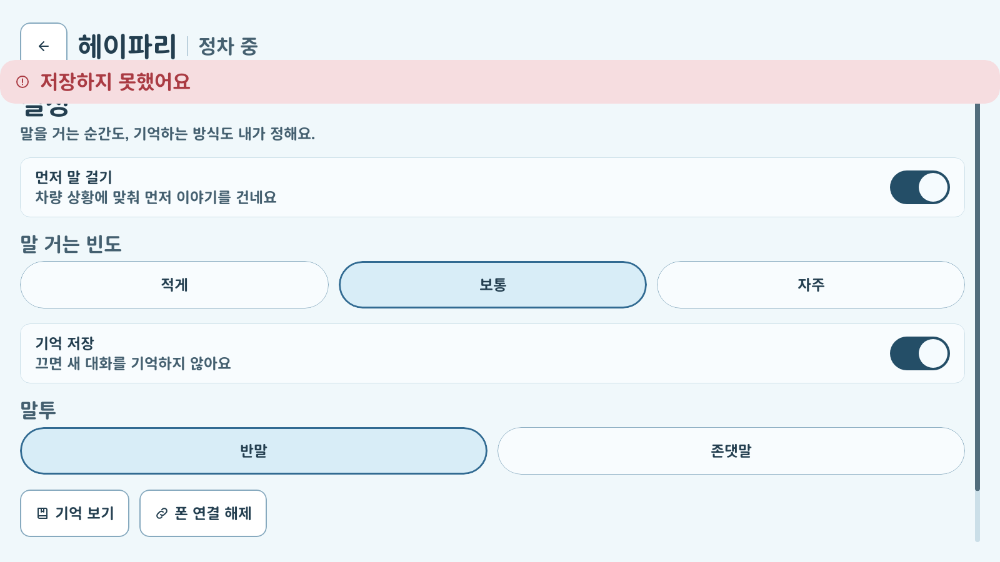 헤이파리
정차 중
저장하지 못했어요
말을 거는 순간도, 기억하는 방식도 내가 정해요.
먼저 말 걸기
차량 상황에 맞춰 먼저 이야기를 건네요
말 거는 빈도
적게
보통
자주
기억 저장
끄면 새 대화를 기억하지 않아요
말투
반말
존댓말
기억 보기
폰 연결 해제